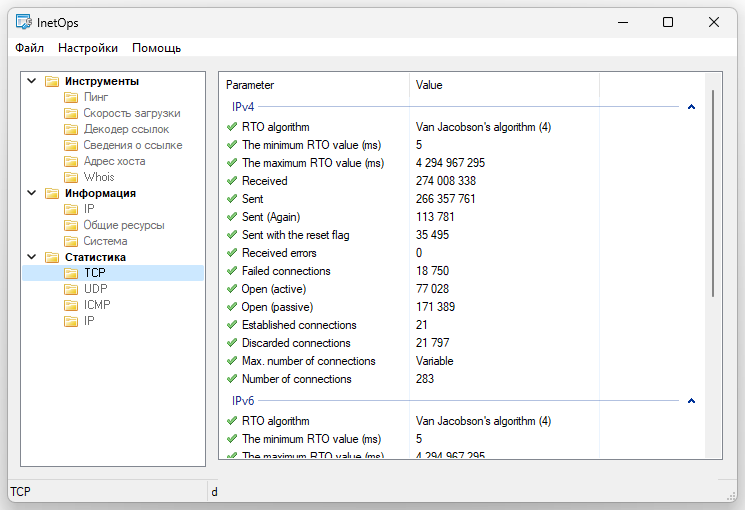 InetOps
Файл Настройки Помощь
Инструменты
Пинг
Скорость загрузки
Декодер ссылок
Сведения о ссылке
Адрес хоста
Whois
Информация
IP
Общие ресурсы
Система
Статистика
TCP
UDP
ICMP
IP
Parameter Value
IPv4
RTO algorithm Van Jacobson's algorithm (4)
The minimum RTO value (ms) 5
The maximum RTO value (ms) 4 294 967 295
Received 274 008 338
Sent 266 357 761
Sent (Again) 113 781
Sent with the reset flag 35 495
Received errors 0
Failed connections 18 750
Open (active) 77 028
Open (passive) 171 389
Established connections 21
Discarded connections 21 797
Max. number of connections Variable
Number of connections 283
IPv6
RTO algorithm Van Jacobson's algorithm (4)
The minimum RTO value (ms) 5
The maximum RTO value (ms) 4 294 967 295
TCP d